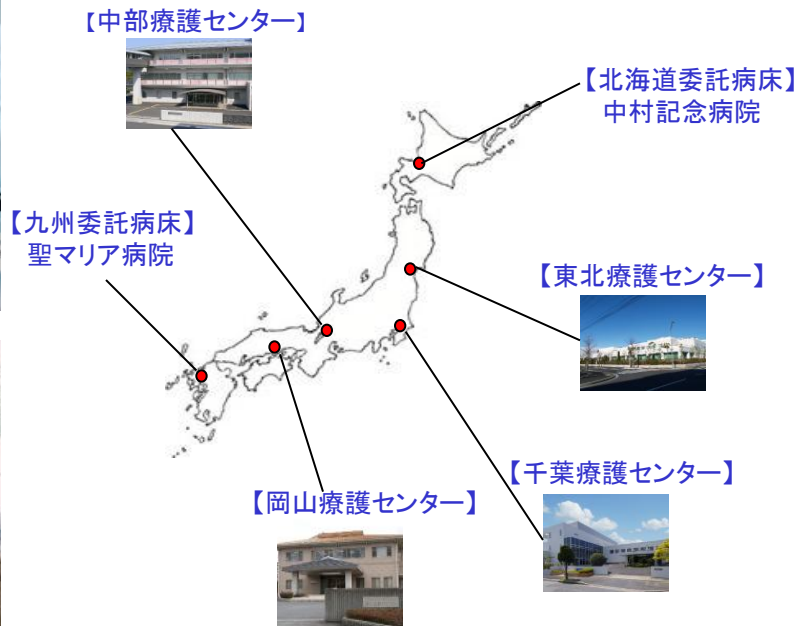 【中部療護センター】
【北海道委託病床】
中村記念病院
【九州委託病床】
聖マリア病院
【東北療護センター】
【千葉療護センター】
【岡山療護センター】